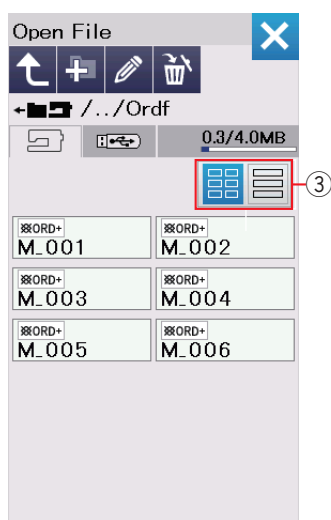 Open File
/../Ordf
0.3/4.0MB
③
ORD+
M_001
ORD+
M_002
ORD+
M_003
ORD+
M_004
ORD+
M_005
ORD+
M_006